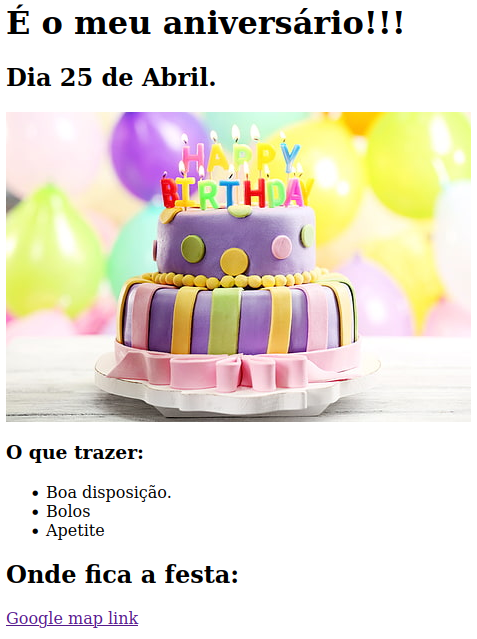 É o meu aniversário!!!
Dia 25 de Abril.
HAPPY
BIRTHDAY
O que trazer:
• Boa disposição.
• Bolos
• Apetite
Onde fica a festa:
Google map link